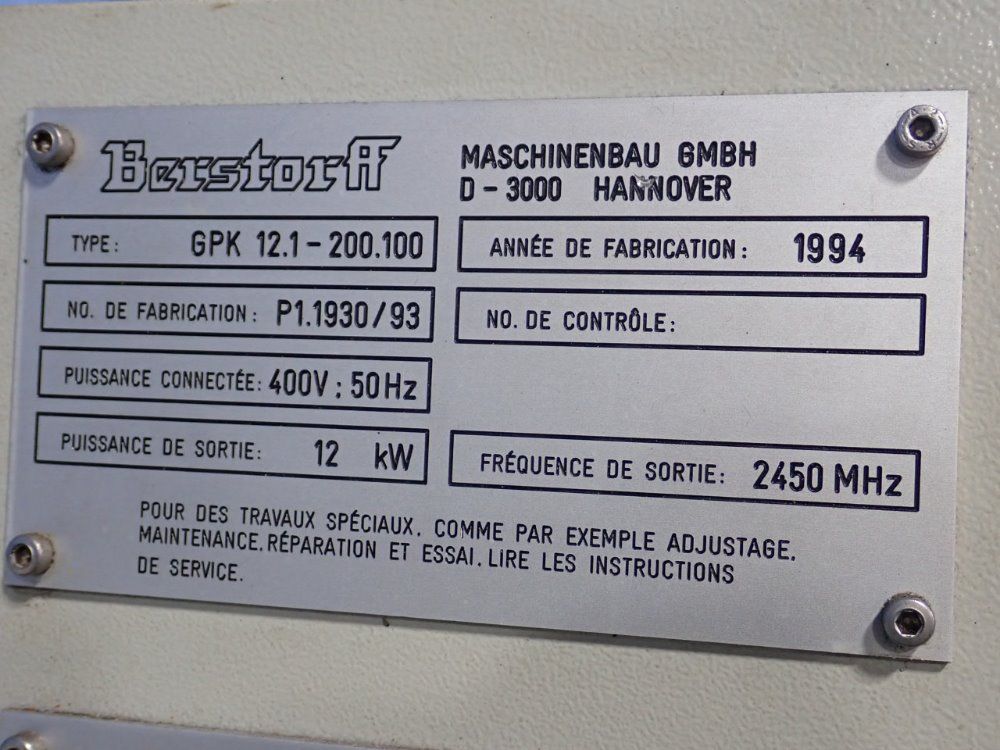 Berstorff
MASCHINENBAU GMBH
D-3000 HANNOVER
TYPE: GPK 12.1-200.100
ANNÉE DE FABRICATION: 1994
NO. DE FABRICATION: P1.1930/93
NO. DE CONTRÔLE:
PUISSANCE CONNECTÉE: 400V; 50Hz
PUISSANCE DE SORTIE: 12 kW
FRÉQUENCE DE SORTIE: 2450 MHz
POUR DES TRAVAUX SPÉCIAUX, COMME PAR EXEMPLE ADJUSTAGE,
MAINTENANCE, RÉPARATION ET ESSAI, LIRE LES INSTRUCTIONS
DE SERVICE.